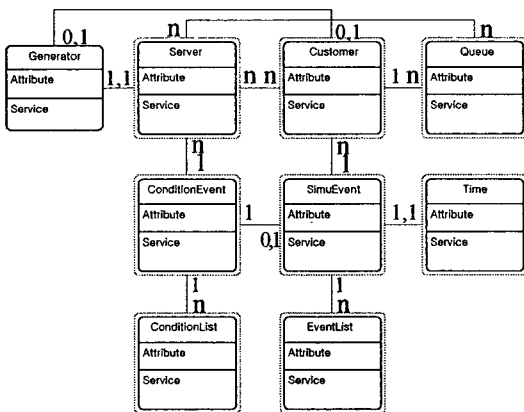 n n
0,1 0,1
Generator Server Customer Queue
Attribute Attribute Attribute Attribute
1,1 n n 1 n
Service Service Service Service
n n
1 1
ConditionEvent SimuEvent Time
Attribute Attribute Attribute
1 1,1
Service 0,1 Service Service
1 1
n n
ConditionList EventList
Attribute Attribute
Service Service